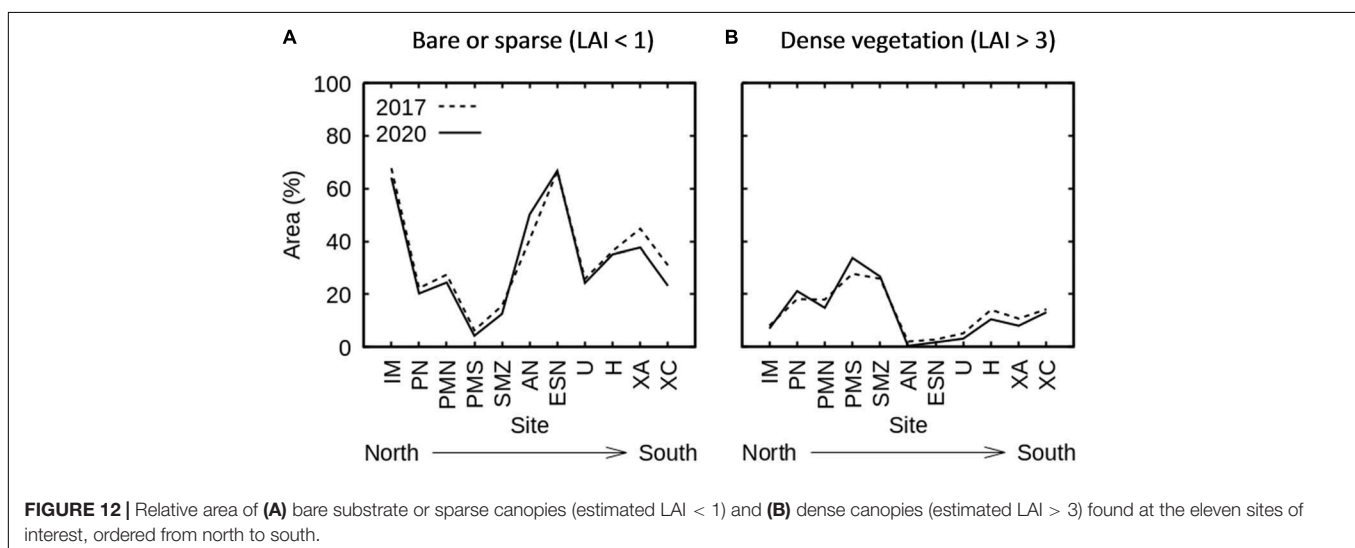 A Bare or sparse (LAI < 1)
B Dense vegetation (LAI > 3)
100
80
60
40
20
0
Area (%)
2017
2020
IM PN PMN PMS SMZ AN ESN U H XA XC
Site
North South
IM PN PMN PMS SMZ AN ESN U H XA XC
Site
North South
FIGURE 12 | Relative area of (A) bare substrate or sparse canopies (estimated LAI < 1) and (B) dense canopies (estimated LAI > 3) found at the eleven sites of
interest, ordered from north to south.